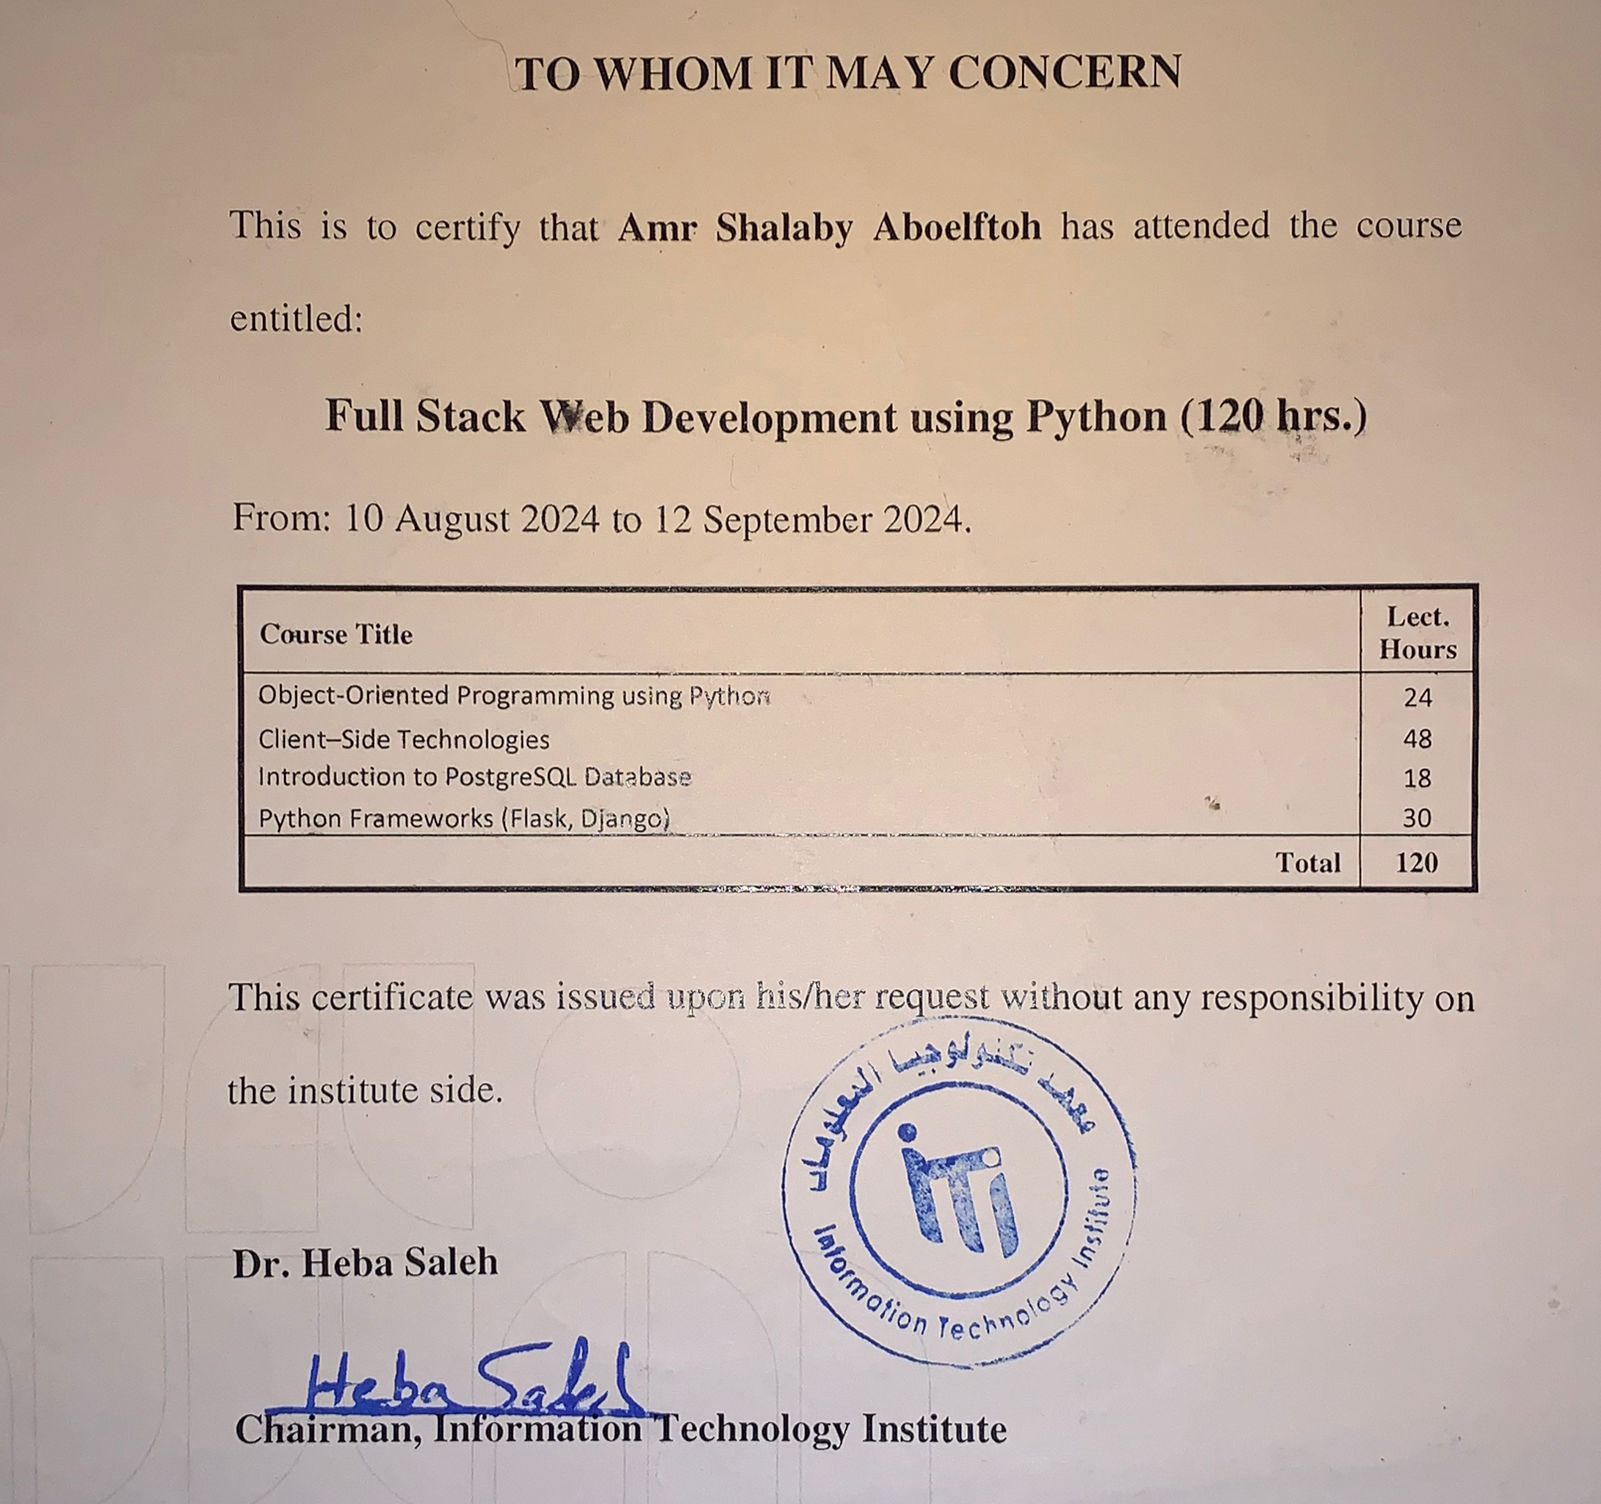 TO WHOM IT MAY CONCERN
This is to certify that Amr Shalaby Aboelftoh has attended the course
entitled:
Full Stack Web Development using Python (120 hrs.)
From: 10 August 2024 to 12 September 2024.
Course Title Lect. Hours
Object-Oriented Programming using Python 24
Client–Side Technologies 48
Introduction to PostgreSQL Database 18
Python Frameworks (Flask, Django) 30
Total 120
This certificate was issued upon his/her request without any responsibility on
the institute side.
معهد تكنولوجيا المعلومات
iTi
Information Technology Institute
Dr. Heba Saleh
Heba Saleh
Chairman, Information Technology Institute